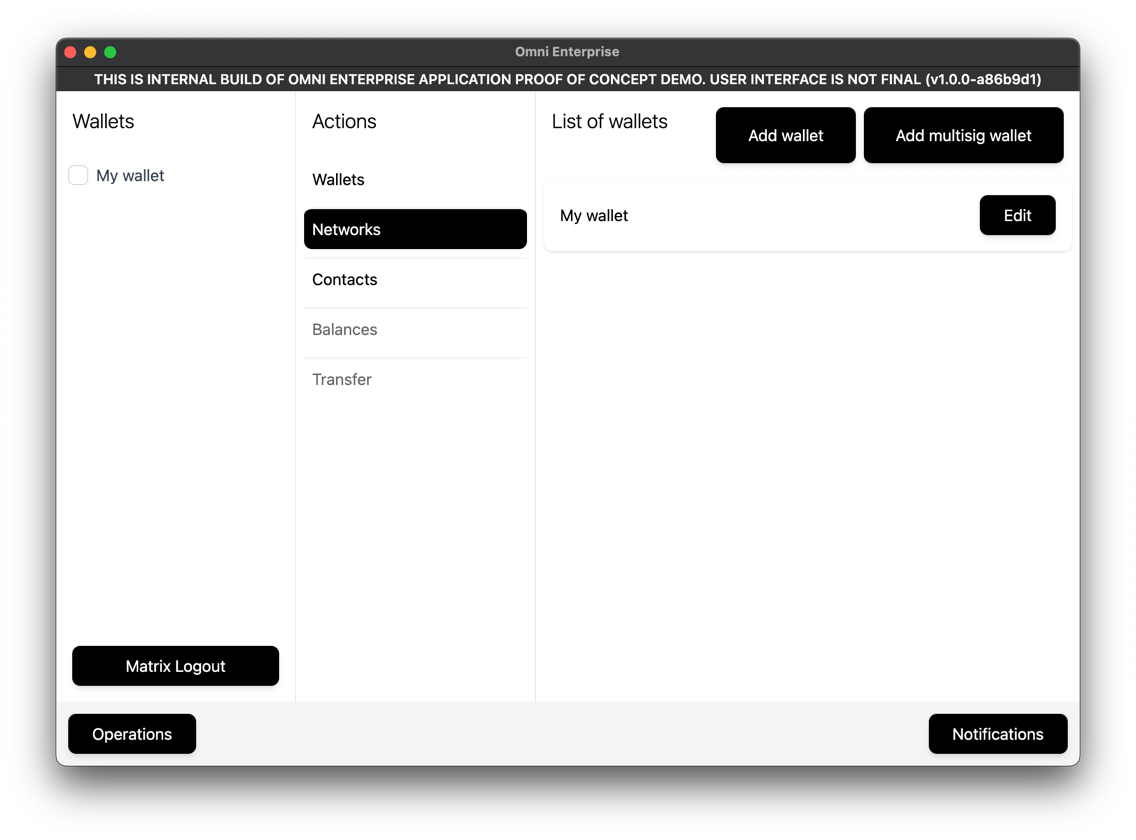 Omni Enterprise
THIS IS INTERNAL BUILD OF OMNI ENTERPRISE APPLICATION PROOF OF CONCEPT DEMO. USER INTERFACE IS NOT FINAL (v1.0.0-a86b9d1)
Wallets
My wallet
Matrix Logout
Actions
Wallets
Networks
Contacts
Balances
Transfer
List of wallets
Add wallet
Add multisig wallet
My wallet
Edit
Operations
Notifications